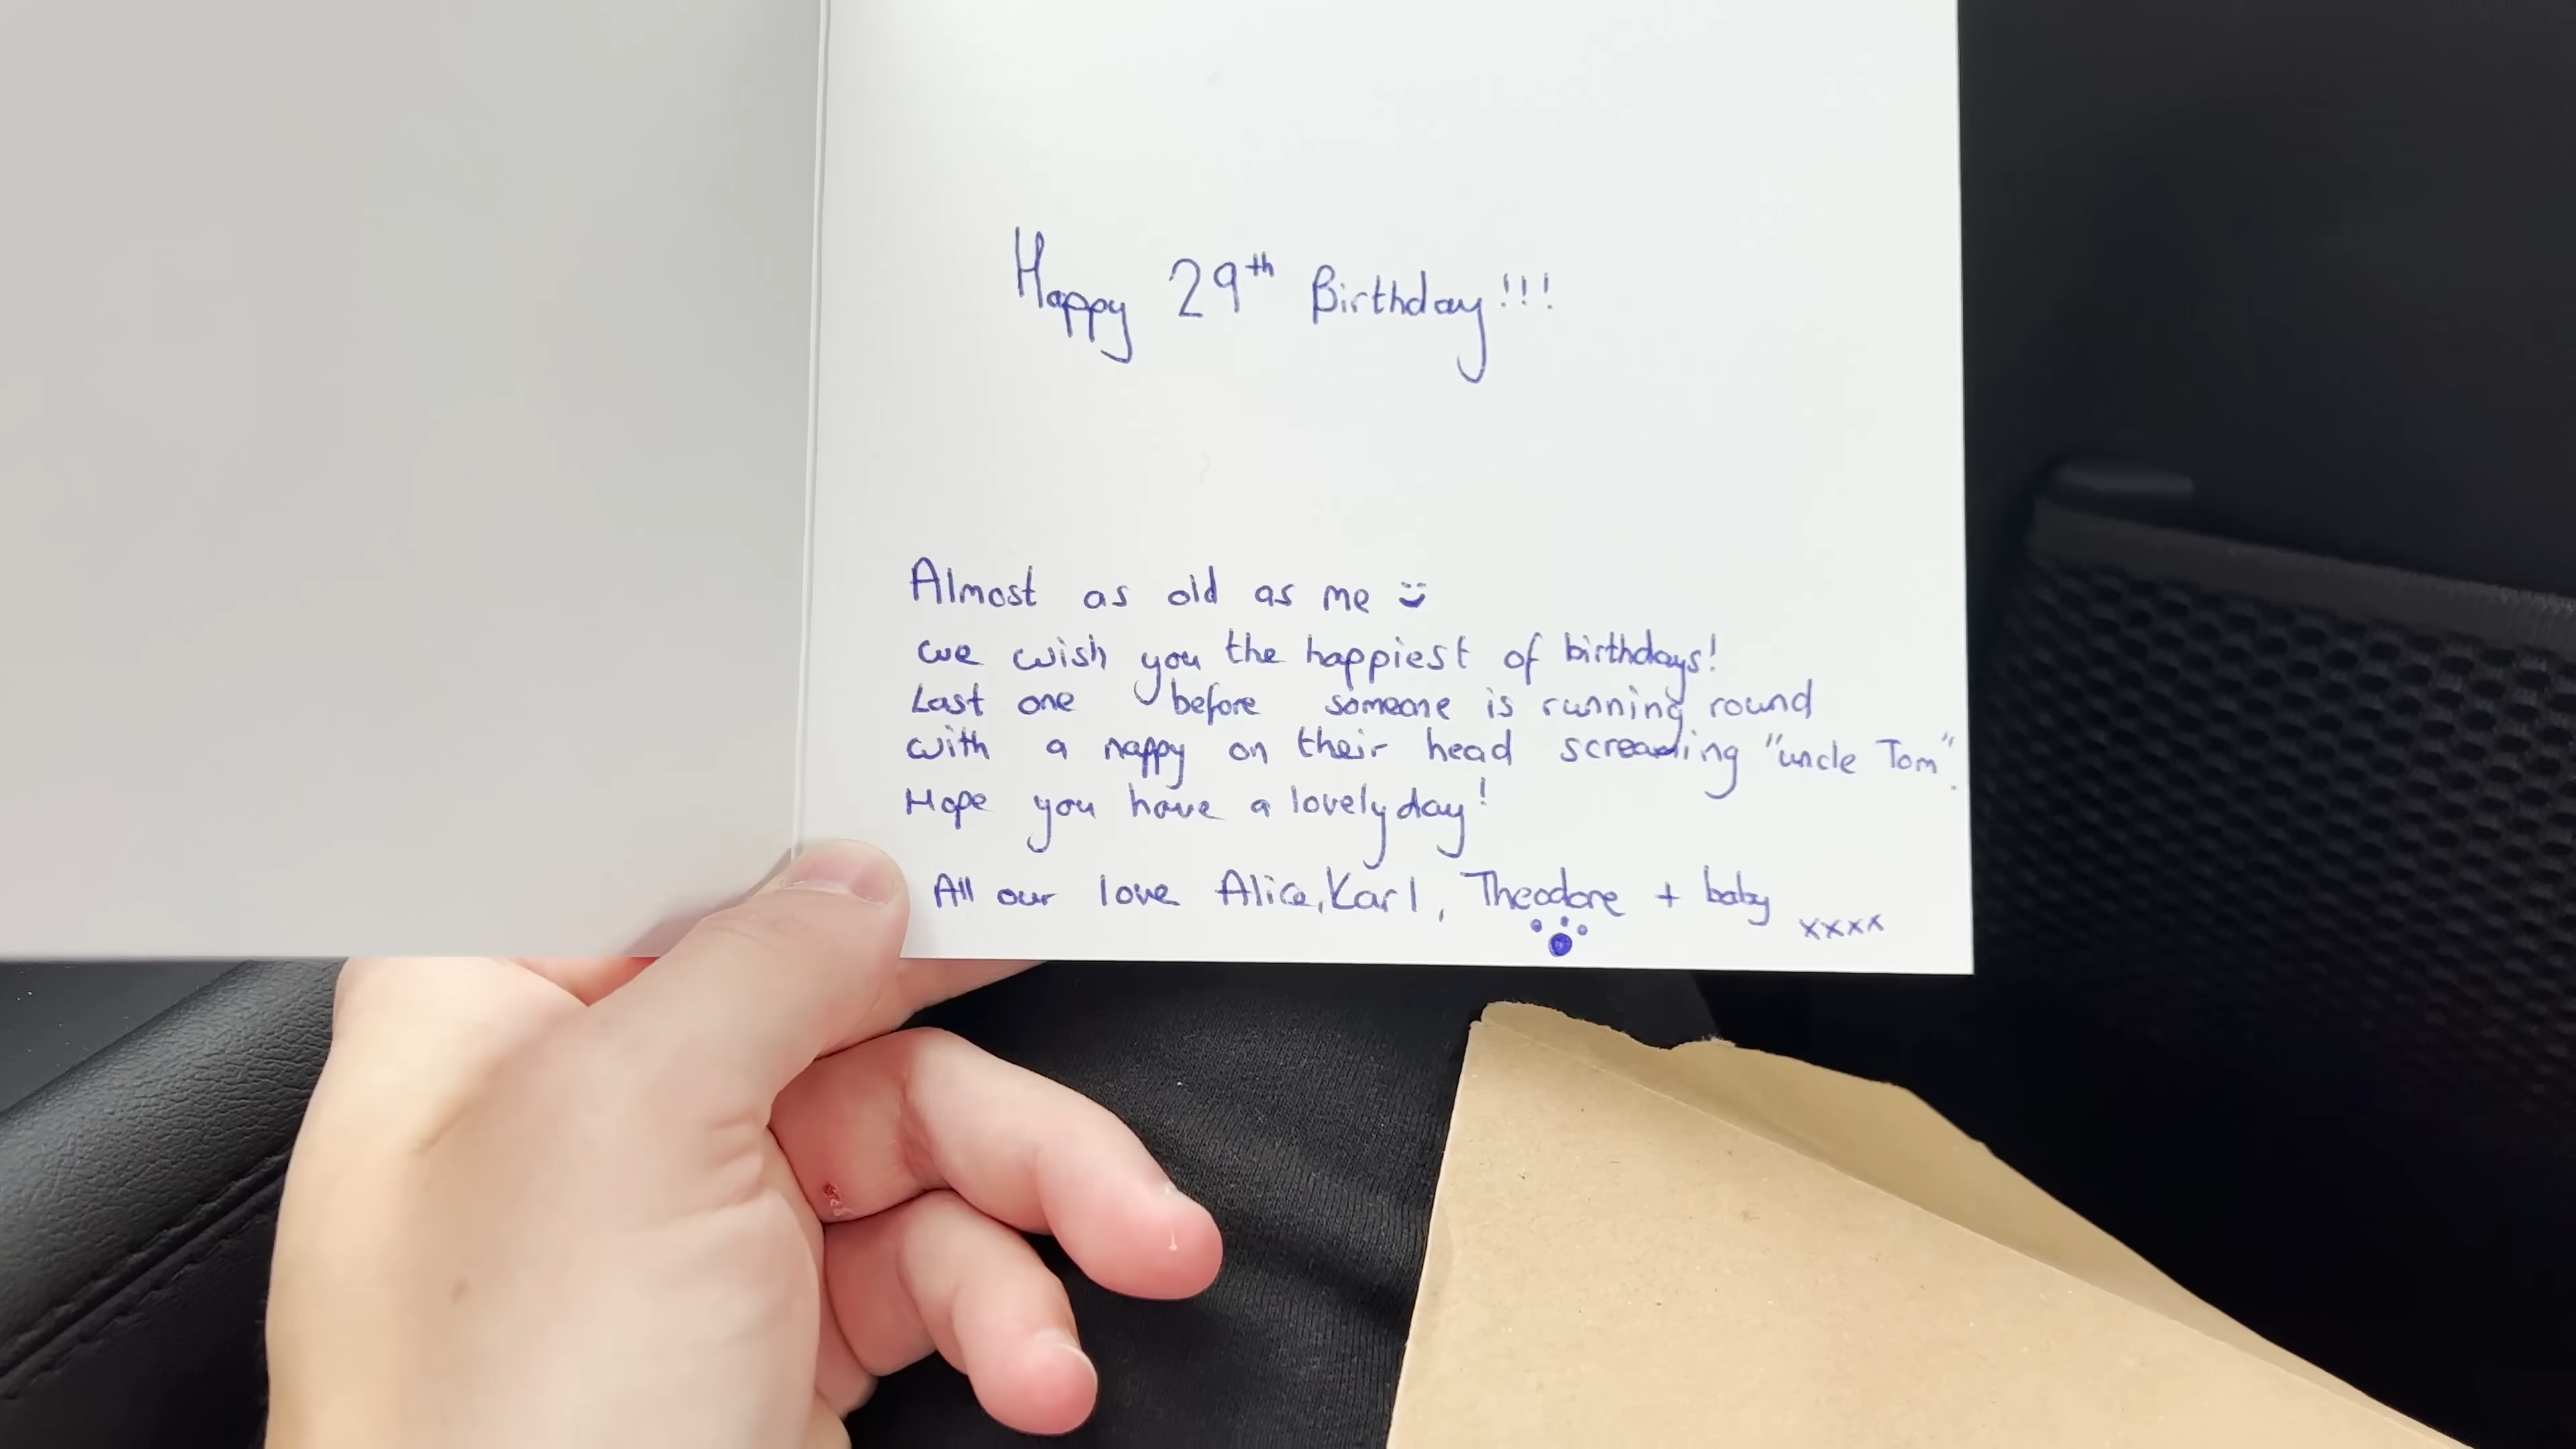 Happy 29th Birthday!!!
Almost as old as me
we wish you the happiest of birthdays!
Last one before someone is running round
with a nappy on their head screaming "uncle Tom".
Hope you have a lovely day!
All our love Alice, Karl, Theodore + baby xxxx